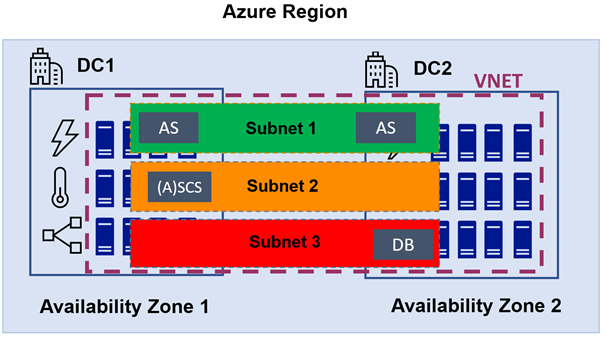 Azure Region
DC1
DC2
VNET
AS
Subnet 1
AS
(A)SCS
Subnet 2
Subnet 3
DB
Availability Zone 1
Availability Zone 2